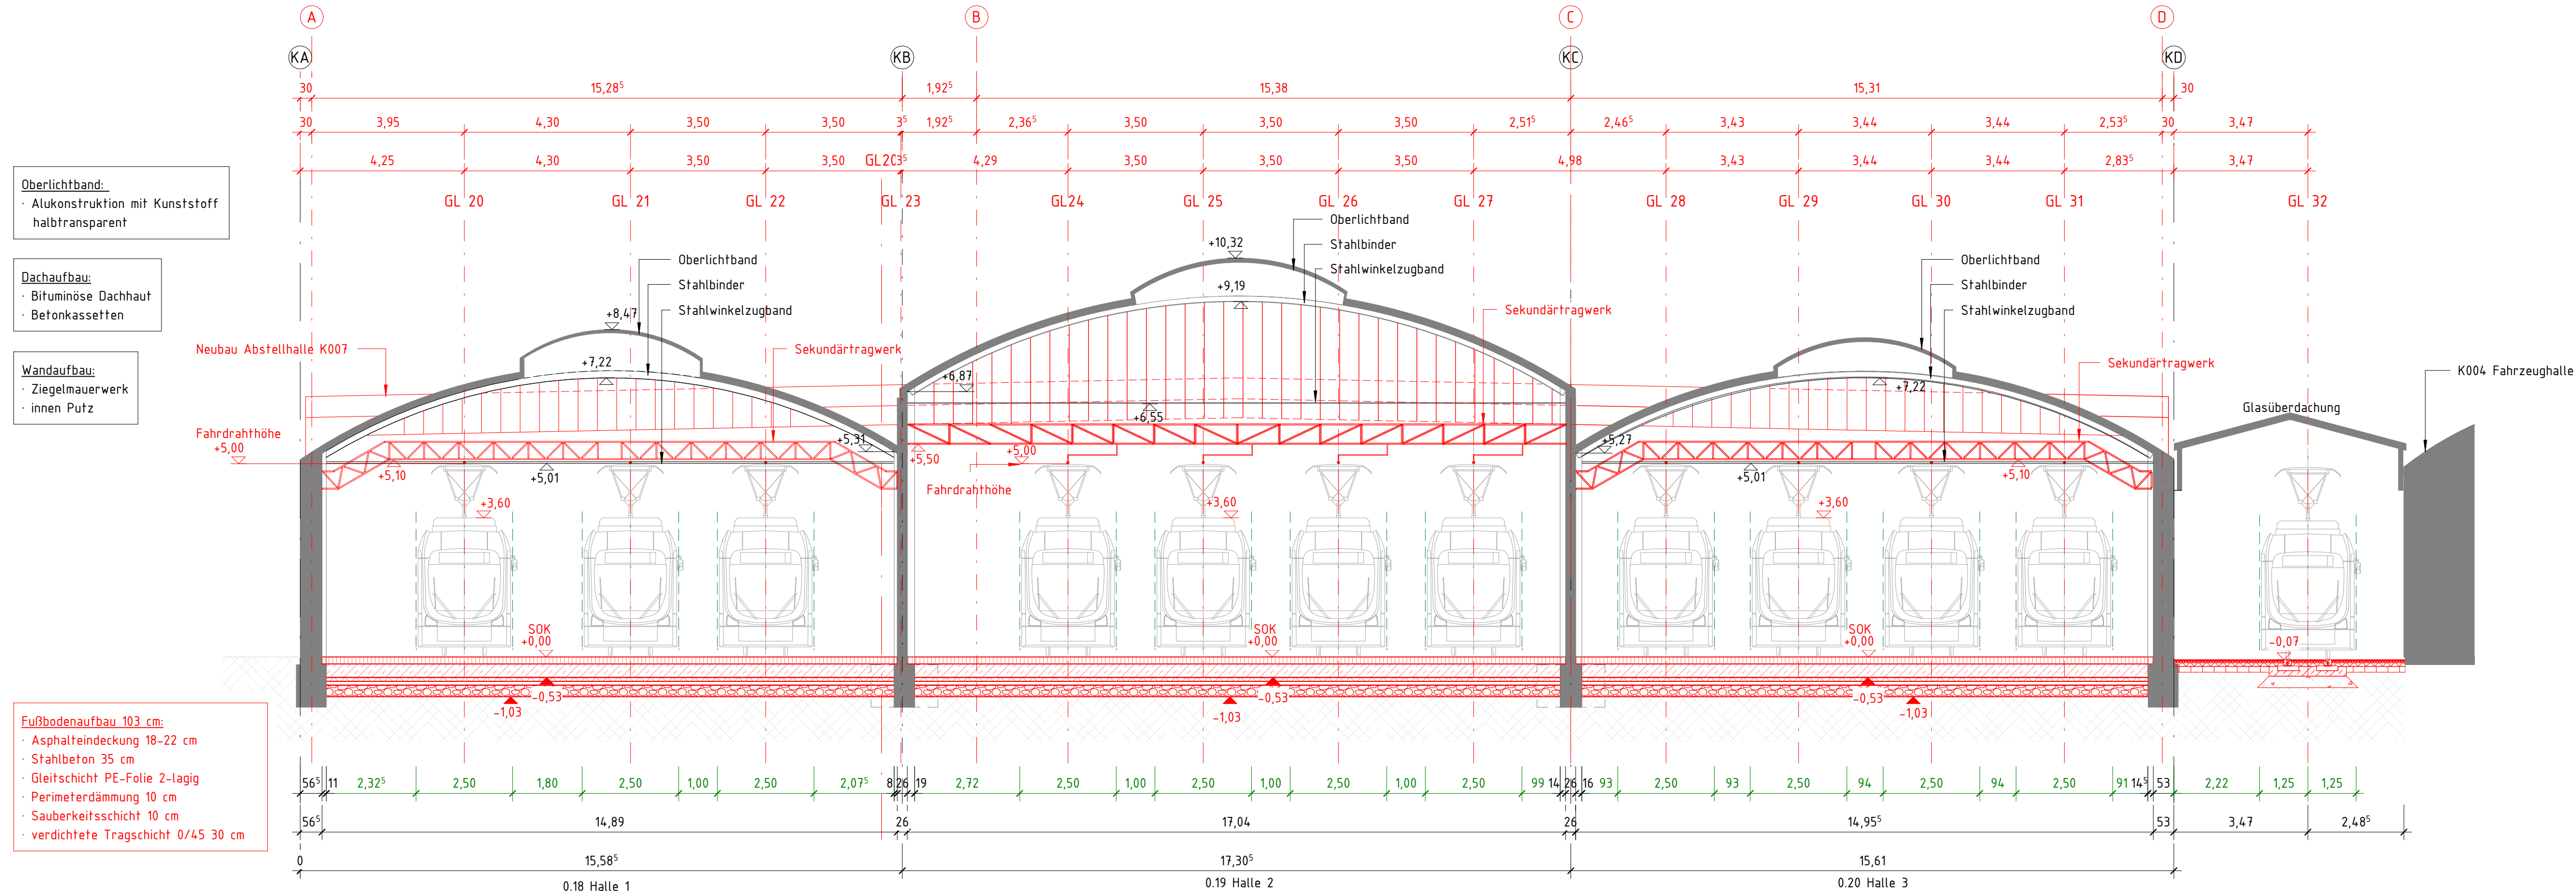 A
B
C
D
KA
KB
KC
KD
30
15,28⁵
1,92⁵
15,38
15,31
30
30
3,95
4,30
3,50
3,50
3⁵
1,92⁵
2,36⁵
3,50
3,50
3,50
2,51⁵
2,46⁵
3,43
3,44
3,44
2,53⁵
30
3,47
4,25
4,30
3,50
3,50
3⁵
4,29
3,50
3,50
3,50
4,98
3,43
3,44
3,44
2,83⁵
3,47
GL 20
GL 21
GL 22
GL 23
GL24
GL 25
GL 26
GL 27
GL 28
GL 29
GL 30
GL 31
GL 32
Oberlichtband:
· Alukonstruktion mit Kunststoff
halbtransparent
Dachaufbau:
· Bituminöse Dachhaut
· Betonkassetten
Wandaufbau:
· Ziegelmauerwerk
· innen Putz
Oberlichtband
Stahlbinder
Stahlwinkelzugband
Oberlichtband
Stahlbinder
Stahlwinkelzugband
Oberlichtband
Stahlbinder
Stahlwinkelzugband
Neubau Abstellhalle K007
Sekundärtragwerk
Sekundärtragwerk
Sekundärtragwerk
K004 Fahrzeughalle
Glasüberdachung
+8,47
+7,22
+10,32
+9,19
+6,87
+6,55
+7,22
Fahrdrahthöhe
+5,00
+5,10
+5,01
+5,31
+5,50
+5,00
Fahrdrahthöhe
+5,27
+5,01
+5,10
+3,60
+3,60
+3,60
SOK
+0,00
SOK
+0,00
SOK
+0,00
-0,07
-0,53
-1,03
-0,53
-1,03
-0,53
-1,03
Fußbodenaufbau 103 cm:
· Asphalteindeckung 18-22 cm
· Stahlbeton 35 cm
· Gleitschicht PE-Folie 2-lagig
· Perimeterdämmung 10 cm
· Sauberkeitsschicht 10 cm
· verdichtete Tragschicht 0/45 30 cm
56⁵
11
2,32⁵
2,50
1,80
2,50
1,00
2,50
2,07⁵
8
26
19
2,72
2,50
1,00
2,50
1,00
2,50
1,00
2,50
99
14
26
16
93
2,50
93
2,50
94
2,50
94
2,50
91
14⁵
53
2,22
1,25
1,25
56⁵
14,89
26
17,04
26
14,95⁵
53
3,47
2,48⁵
0
15,58⁵
17,30⁵
15,61
0.18 Halle 1
0.19 Halle 2
0.20 Halle 3